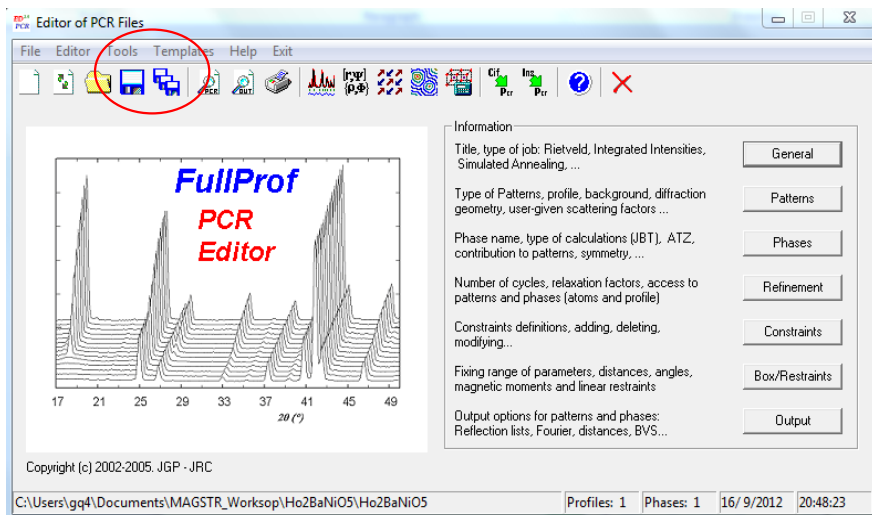 ED
PCR
Editor of PCR Files
File Editor Tools Templates Help Exit
PCR OUT [r,ψ] {ρ,Φ} Cif Pcr Ins Pcr
FullProf
PCR
Editor
17 21 25 29 33 37 41 45 49
2θ (°)
Copyright (c) 2002-2005. JGP - JRC
Information
Title, type of job: Rietveld, Integrated Intensities,
Simulated Annealing, ...
General
Type of Patterns, profile, background, diffraction
geometry, user-given scattering factors ...
Patterns
Phase name, type of calculations (JBT), ATZ,
contribution to patterns, symmetry, ...
Phases
Number of cycles, relaxation factors, access to
patterns and phases (atoms and profile)
Refinement
Constraints definitions, adding, deleting,
modifying...
Constraints
Fixing range of parameters, distances, angles,
magnetic moments and linear restraints
Box/Restraints
Output options for patterns and phases:
Reflection lists, Fourier, distances, BVS...
Output
C:\Users\gq4\Documents\MAGSTR_Worksop\Ho2BaNiO5\Ho2BaNiO5 Profiles: 1 Phases: 1 16/ 9/2012 20:48:23